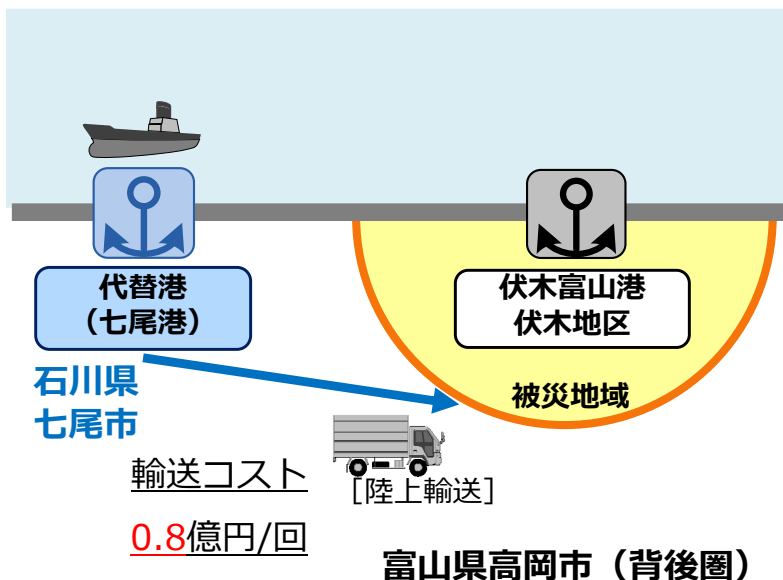 代替港
（七尾港）
伏木富山港
伏木地区
石川県
七尾市
被災地域
輸送コスト
［陸上輸送］
0.8億円/回
富山県高岡市（背後圏）